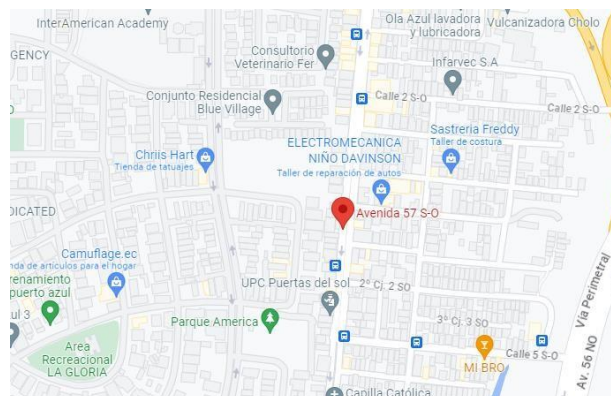 InterAmerican Academy
Ola Azul lavadora
y lubricadora
Vulcanizadora Cholo
GENCY
Consultorio
Veterinario Fer
Infarvec S.A
Calle 2 S-O
Calle 2 S-O
Conjunto Residencial
Blue Village
ELECTROMECANICA
NIÑO DAVINSON
Taller de reparación de autos
Sastreria Freddy
Taller de costura
Chriis Hart
Tienda de tatuajes
Avenida 57 S-O
DICATED
Camuflage.ec
nda de artículos para el hogar
renamiento
puerto azul
ul 3
UPC Puertas del sol
2° Cj. 2 SO
Parque America
3° Cj. 3 SO
Area
Recreacional
LA GLORIA
Calle 5 S-O
MI BRO
Capilla Católica
Vía Perimetral
Av. 56 NO